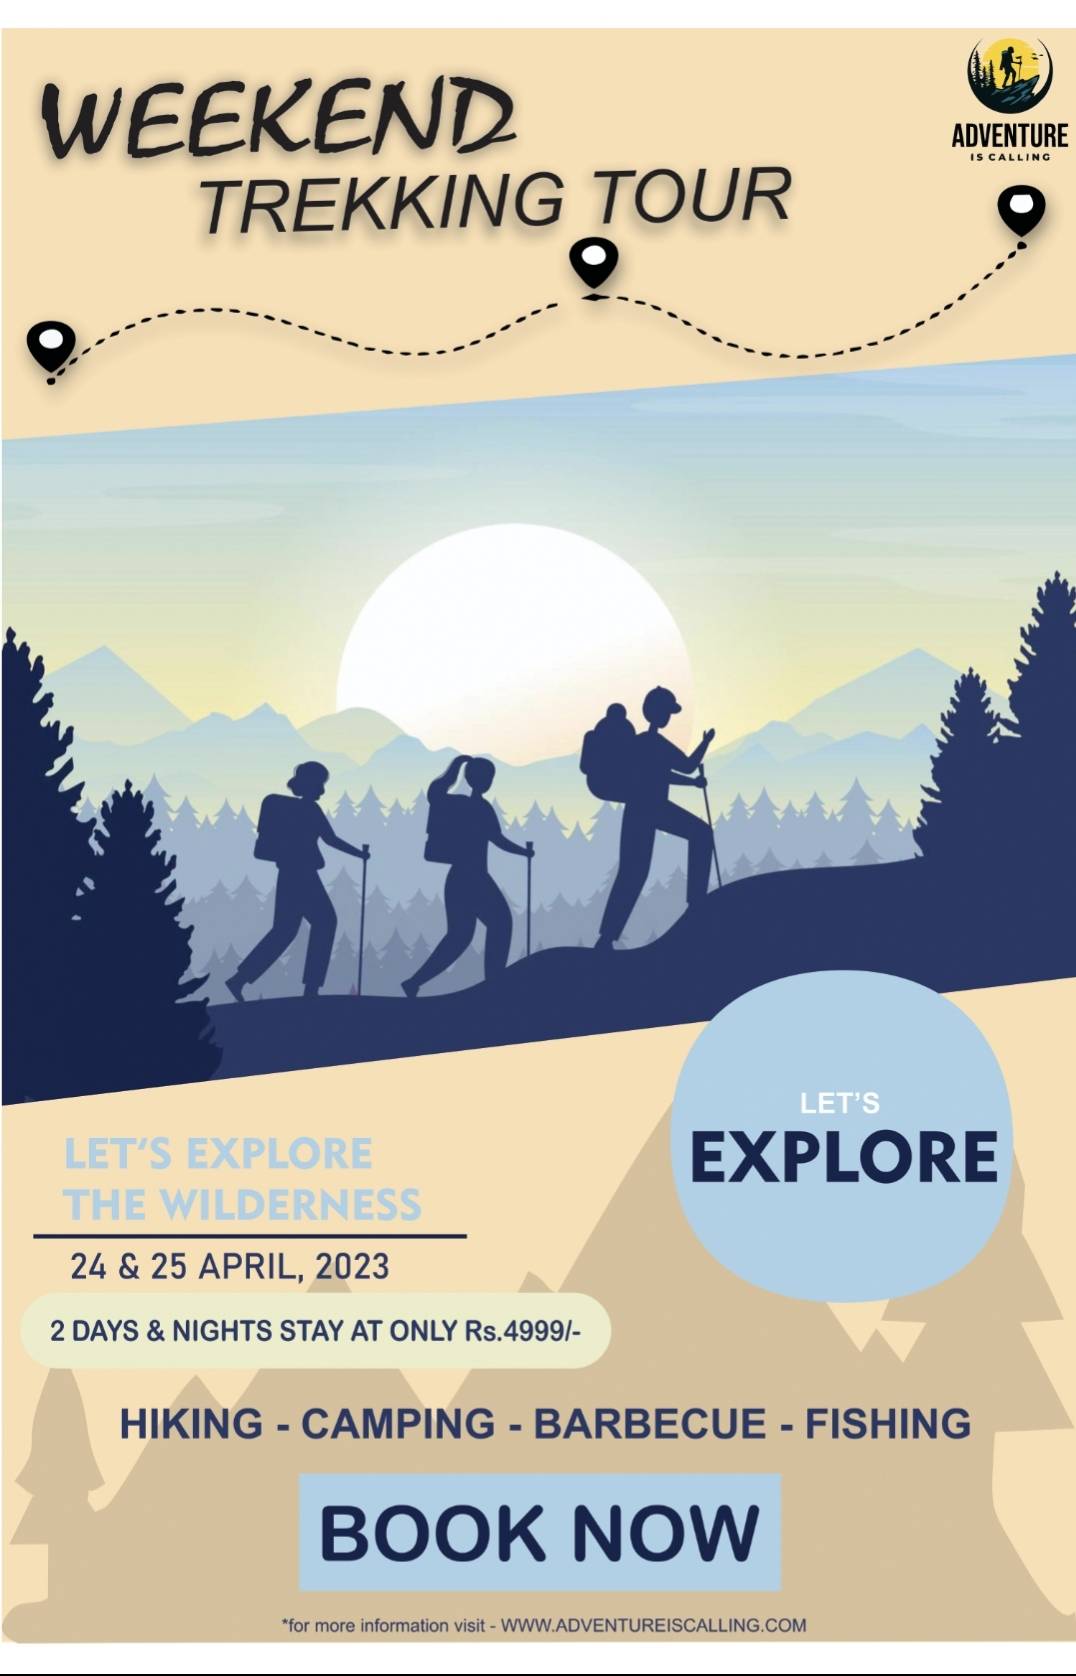 WEEKEND
TREKKING TOUR
ADVENTURE
IS CALLING
LET'S
EXPLORE
LET'S EXPLORE
THE WILDERNESS
24 & 25 APRIL, 2023
2 DAYS & NIGHTS STAY AT ONLY Rs.4999/-
HIKING - CAMPING - BARBECUE - FISHING
BOOK NOW
*for more information visit - WWW.ADVENTUREISCALLING.COM